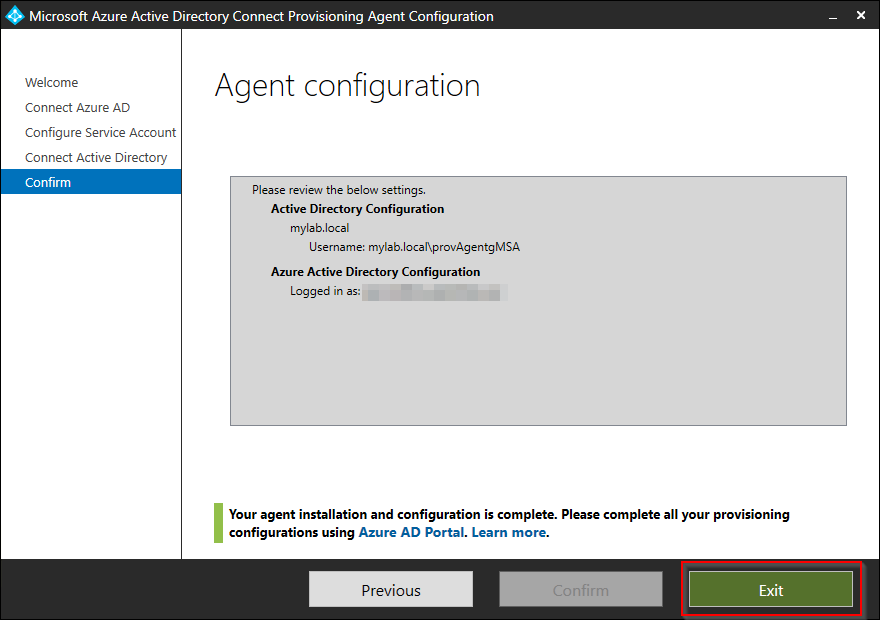 Microsoft Azure Active Directory Connect Provisioning Agent Configuration
Welcome
Connect Azure AD
Configure Service Account
Connect Active Directory
Confirm
Agent configuration
Please review the below settings.
Active Directory Configuration
mylab.local
Username: mylab.local\provAgentgMSA
Azure Active Directory Configuration
Logged in as:
Your agent installation and configuration is complete. Please complete all your provisioning
configurations using Azure AD Portal. Learn more.
Previous
Confirm
Exit